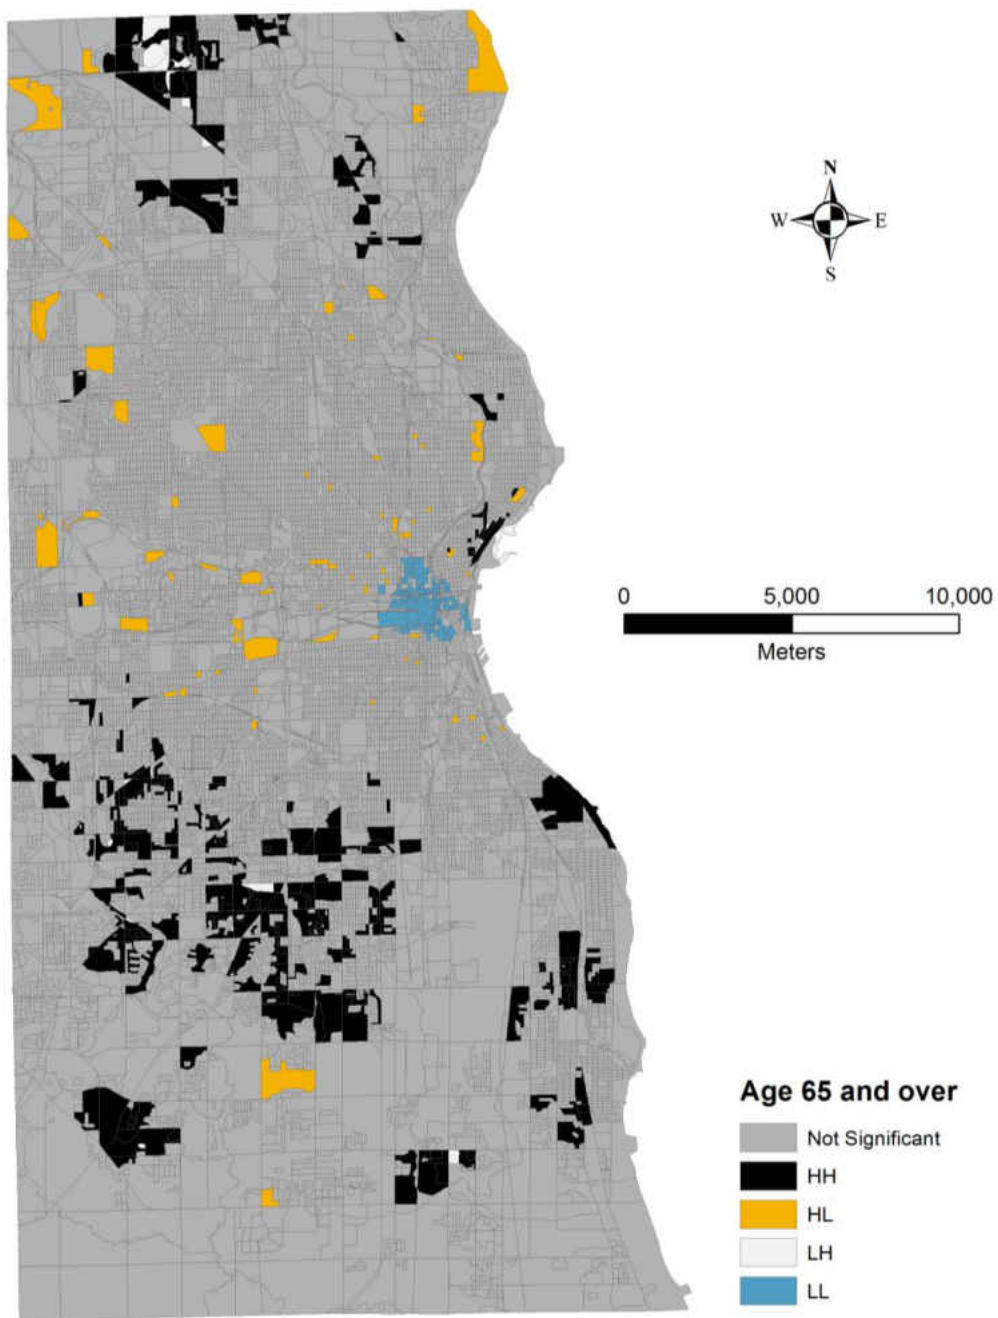 N
W E
S
0 5,000 10,000
Meters
Age 65 and over
Not Significant
HH
HL
LH
LL